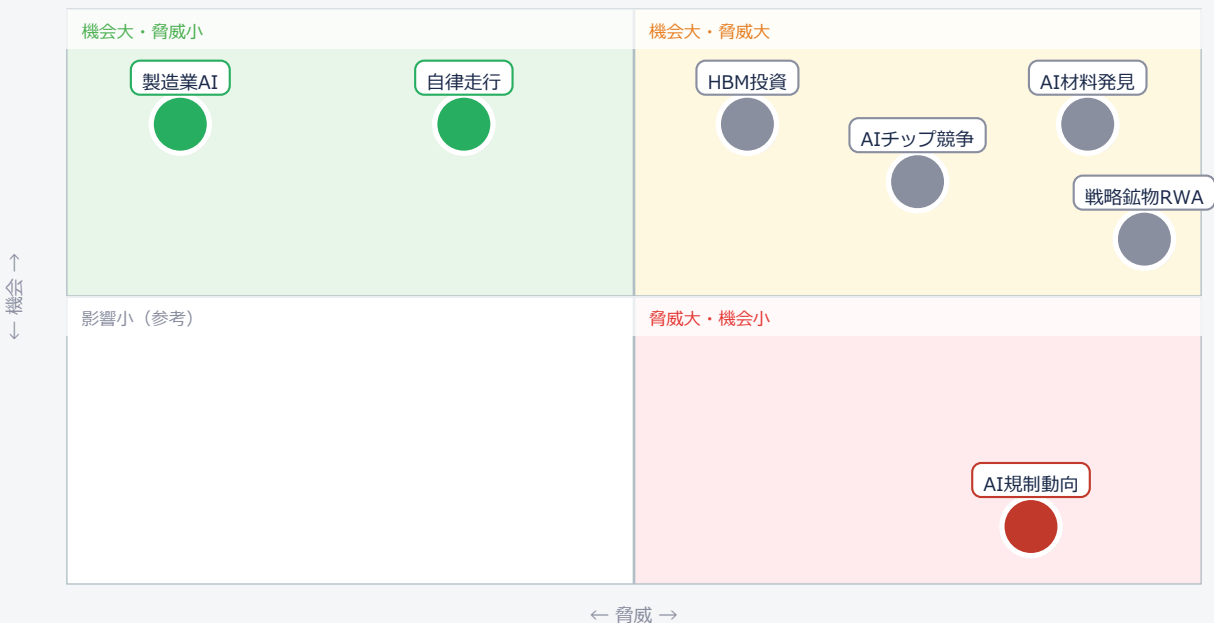 機会大・脅威小
機会大・脅威大
製造業AI
自律走行
HBM投資
AI材料発見
AIチップ競争
戦略鉱物RWA
← 機会 →
影響小（参考）
脅威大・機会小
AI規制動向
← 脅威 →